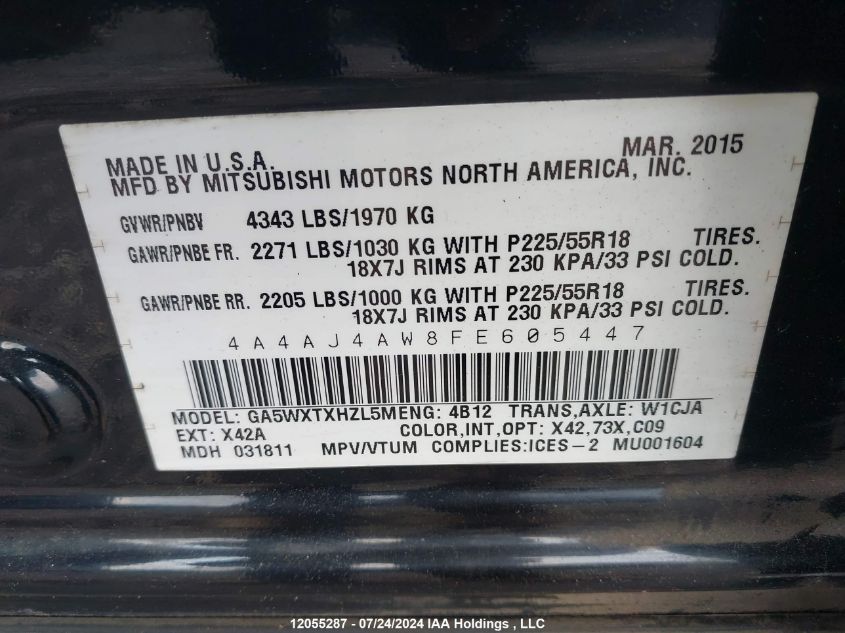 MAR. 2015
MADE IN U.S.A.
MFD BY MITSUBISHI MOTORS NORTH AMERICA, INC.
GVWR/PNBV 4343 LBS/1970 KG
GAWR/PNBE FR. 2271 LBS/1030 KG WITH P225/55R18 TIRES.
18X7J RIMS AT 230 KPA/33 PSI COLD.
GAWR/PNBE RR. 2205 LBS/1000 KG WITH P225/55R18 TIRES.
18X7J RIMS AT 230 KPA/33 PSI COLD.
4A4AJ4AW8FE605447
MODEL: GA5WXTXHZL5MENG: 4B12 TRANS,AXLE: W1CJA
EXT: X42A COLOR,INT,OPT: X42,73X,C09
MDH 031811 MPV/VTUM COMPLIES:ICES-2 MU001604
12055287 - 07/24/2024 IAA Holdings , LLC